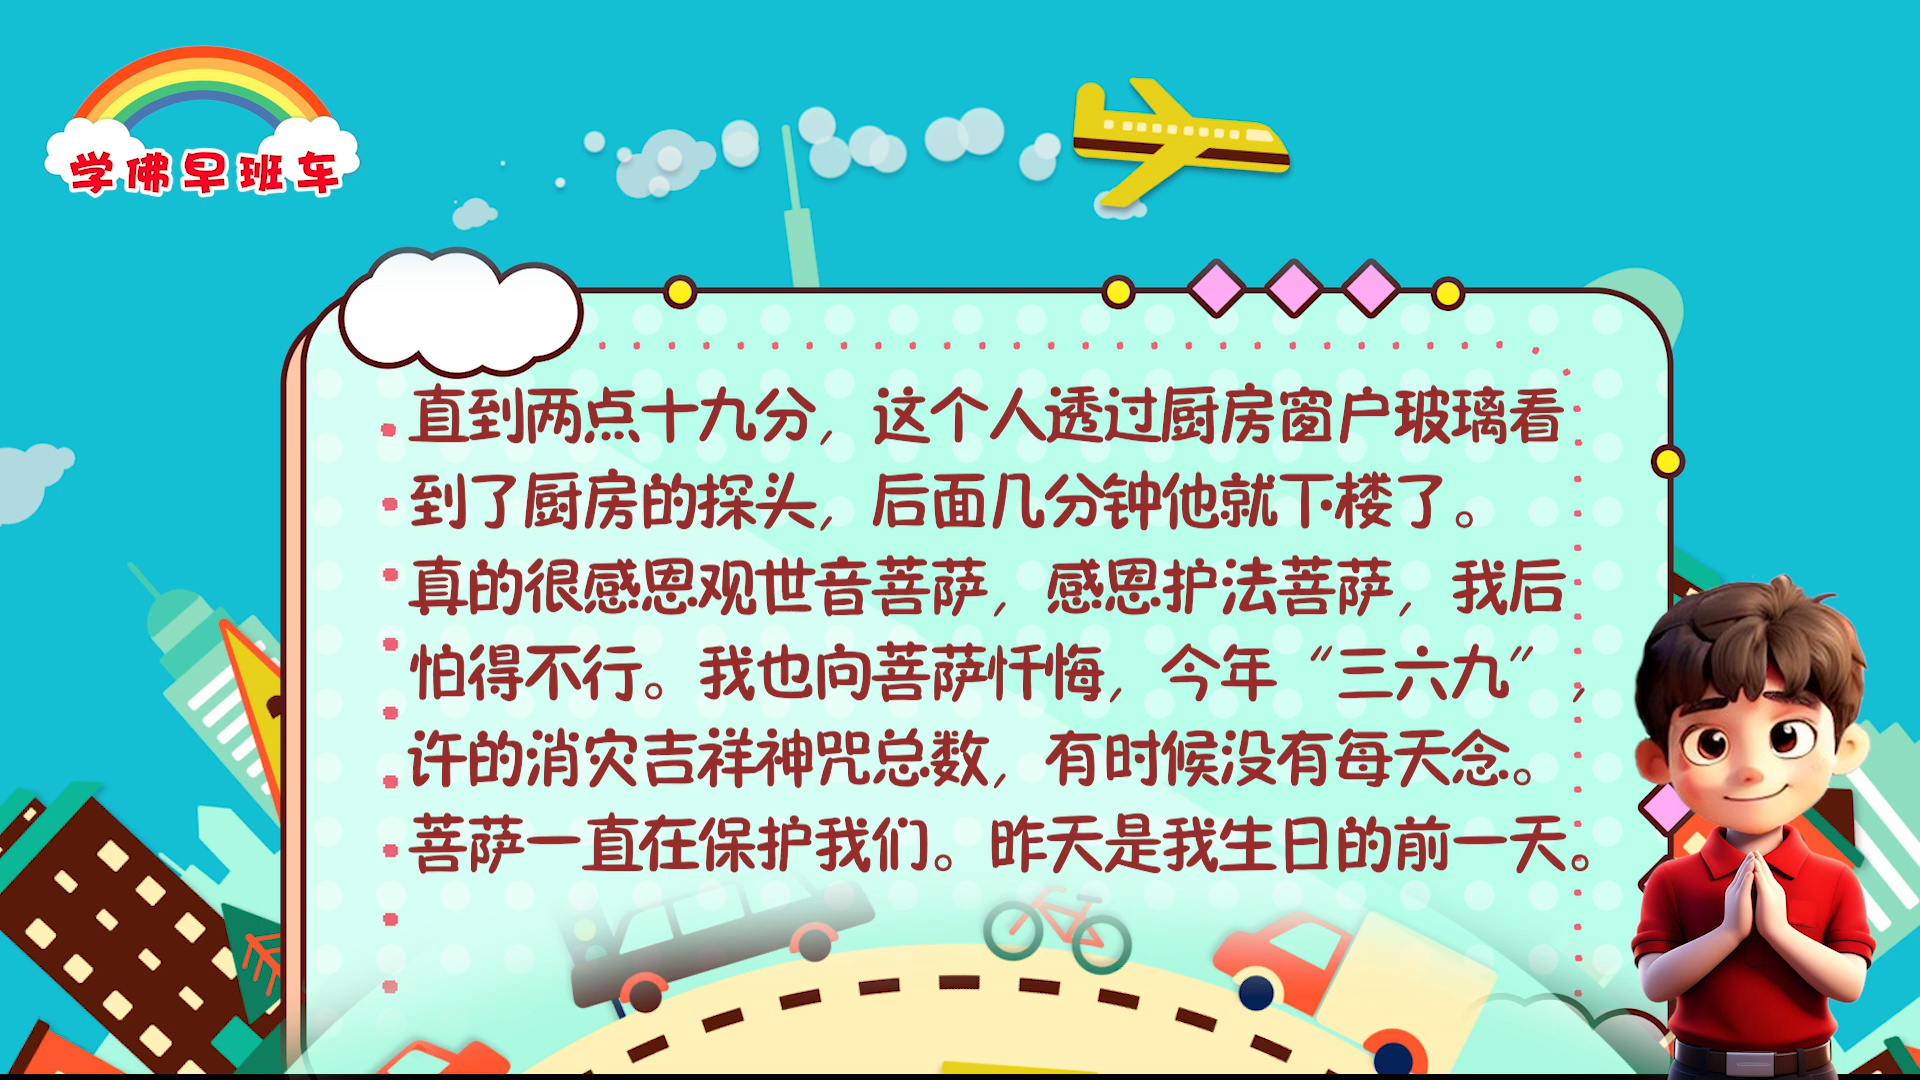 学佛早班车
直到两点十九分，这个人透过厨房窗户玻璃看
到了厨房的探头，后面几分钟他就下楼了。
真的很感恩观世音菩萨，感恩护法菩萨，我后
怕得不行。我也向菩萨忏悔，今年“三六九”，
许的消灾吉祥神咒总数，有时候没有每天念。
菩萨一直在保护我们。昨天是我生日的前一天。